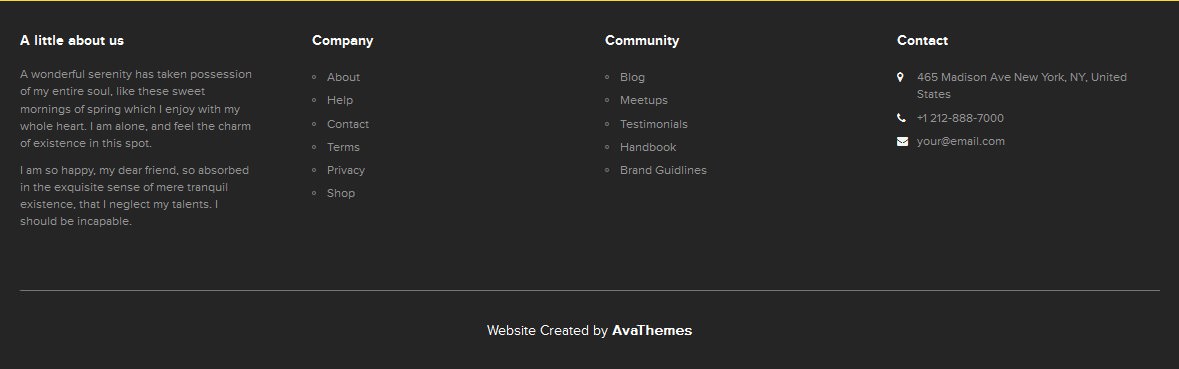 A little about us
A wonderful serenity has taken possession
of my entire soul, like these sweet
mornings of spring which I enjoy with my
whole heart. I am alone, and feel the charm
of existence in this spot.
I am so happy, my dear friend, so absorbed
in the exquisite sense of mere tranquil
existence, that I neglect my talents. I
should be incapable.
Company
About
Help
Contact
Terms
Privacy
Shop
Community
Blog
Meetups
Testimonials
Handbook
Brand Guidlines
Contact
465 Madison Ave New York, NY, United
States
+1 212-888-7000
your@email.com
Website Created by AvaThemes